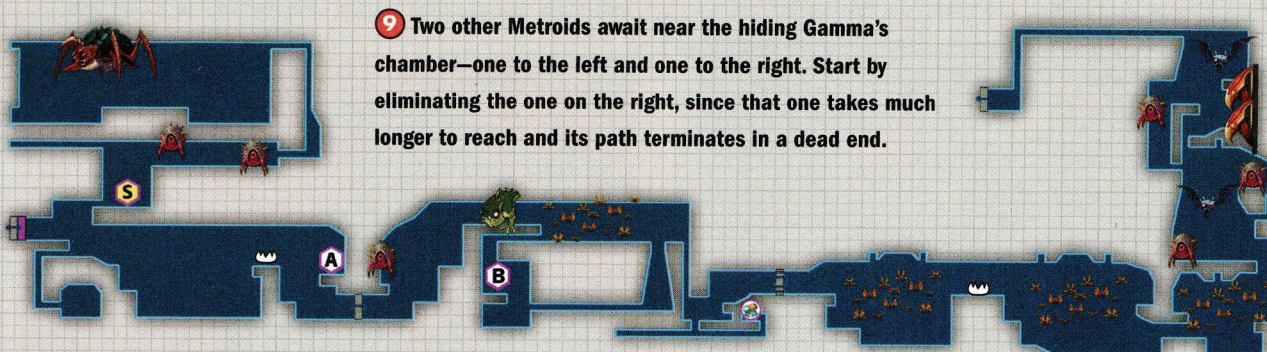 9 Two other Metroids await near the hiding Gamma's
chamber—one to the left and one to the right. Start by
eliminating the one on the right, since that one takes much
longer to reach and its path terminates in a dead end.
S
A
B